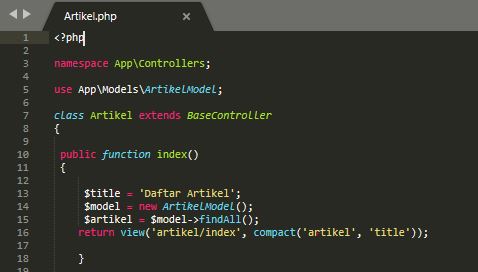 Artikel.php ×
1 <?php
2
3 namespace App\Controllers;
4
5 use App\Models\ArtikelModel;
6
7 class Artikel extends BaseController
8 {
9
10 public function index()
11 {
12
13 $title = 'Daftar Artikel';
14 $model = new ArtikelModel();
15 $artikel = $model->findAll();
16 return view('artikel/index', compact('artikel', 'title'));
17
18 }